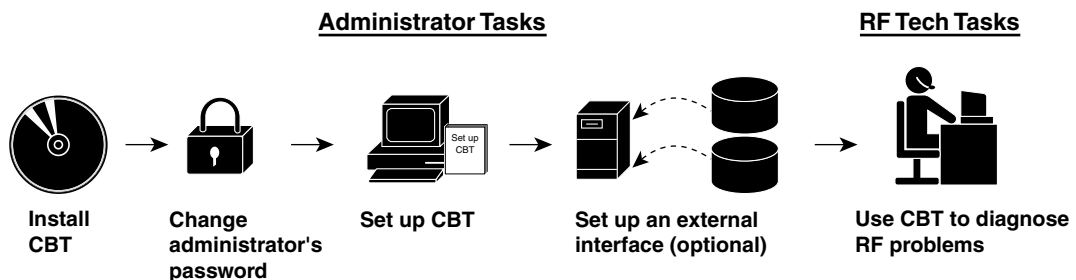 Administrator Tasks
RF Tech Tasks
Set up
CBT
Install
CBT
Change
administrator's
password
Set up CBT
Set up an external
interface (optional)
Use CBT to diagnose
RF problems